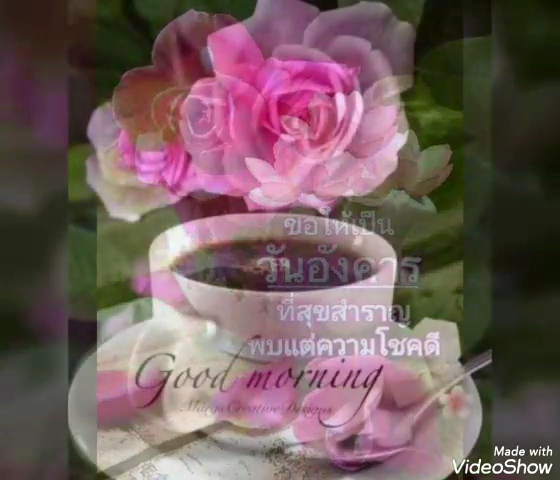 ขอให้เป็น
วันอังคาร
ที่สุขสำราญ
พบแต่ความโชคดี
Good morning
Creative Designs
Made with
VideoShow